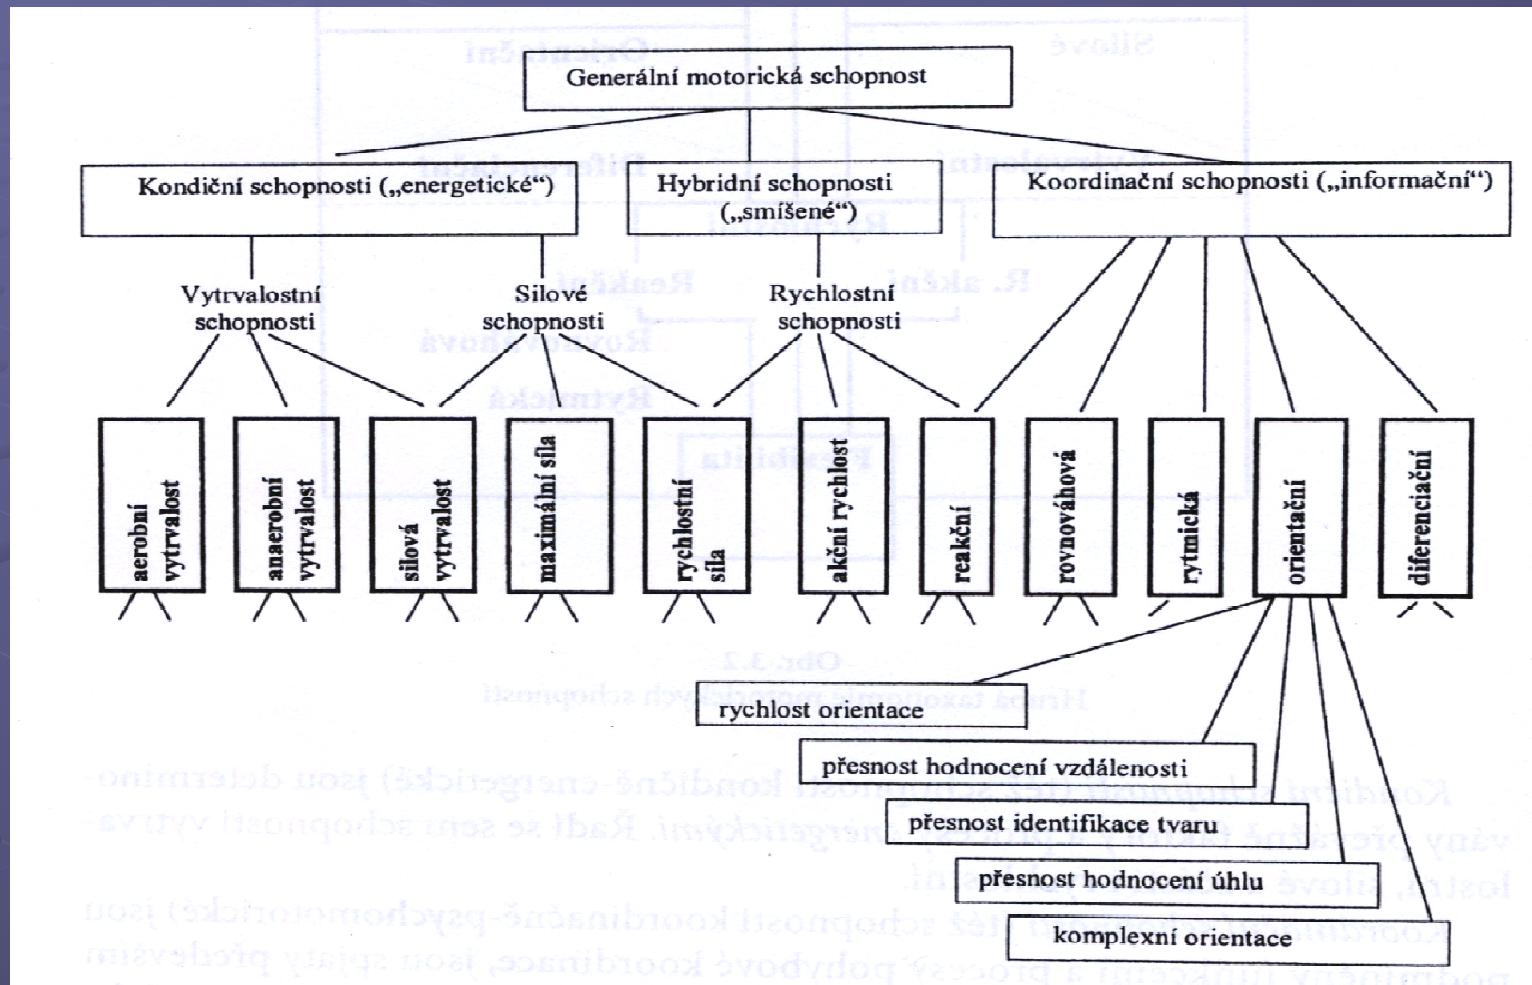 Generální motorická schopnost
Kondiční schopnosti („energetické“)
Hybridní schopnosti
(„smíšené“)
Koordinační schopnosti („informační“)
Vytrvalostní
schopnosti
Silové
schopnosti
Rychlostní
schopnosti
aerobní
vytrvalost
anaerobní
vytrvalost
silová
vytrvalost
maximální síla
rychlostní
síla
akční rychlost
reakční
rovnováhová
rytmická
orientační
diferenciační
rychlost orientace
přesnost hodnocení vzdálenosti
přesnost identifikace tvaru
přesnost hodnocení úhlu
komplexní orientace